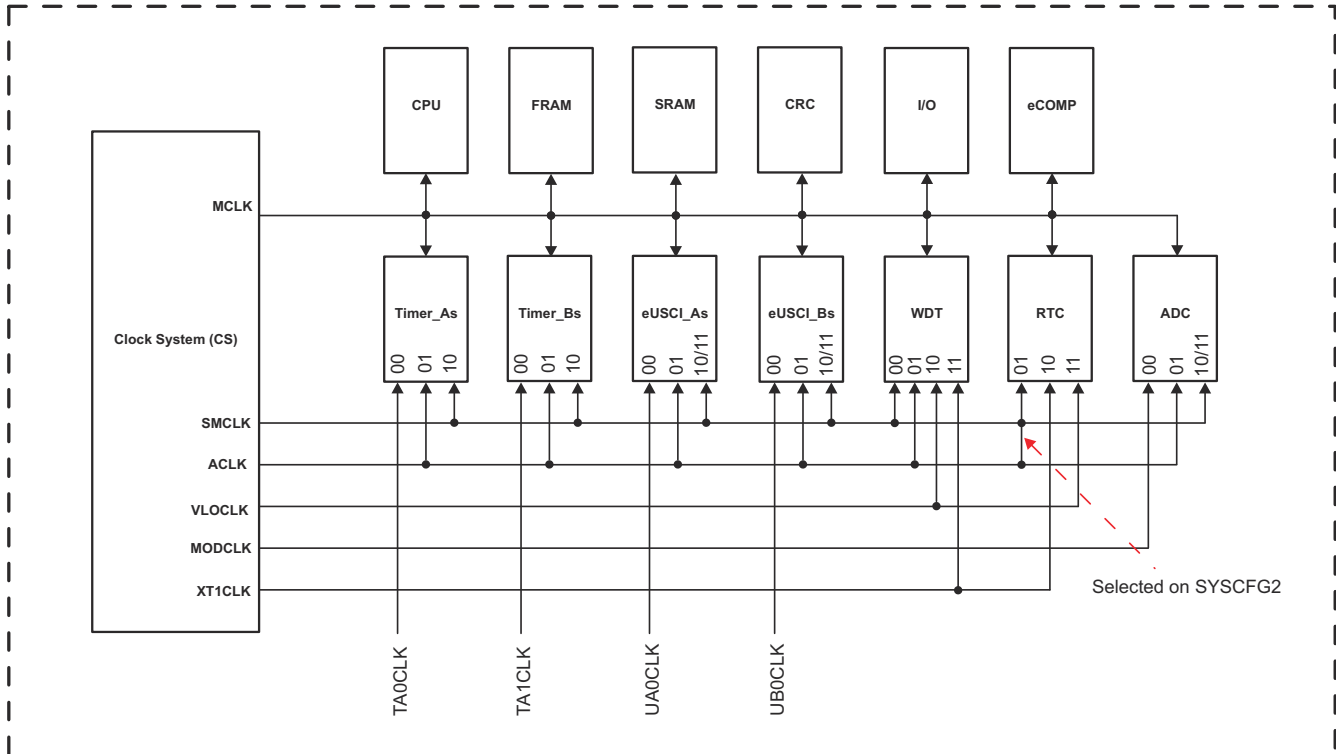 CPU
FRAM
SRAM
CRC
I/O
eCOMP
MCLK
Clock System (CS)
Timer_As
00
01
10
Timer_Bs
00
01
10
eUSCI_As
00
01
10/11
eUSCI_Bs
00
01
10/11
WDT
00
01
10
11
RTC
01
10
11
ADC
00
01
10/11
SMCLK
ACLK
VLOCLK
MODCLK
XT1CLK
Selected on SYSCFG2
TA0CLK
TA1CLK
UA0CLK
UB0CLK